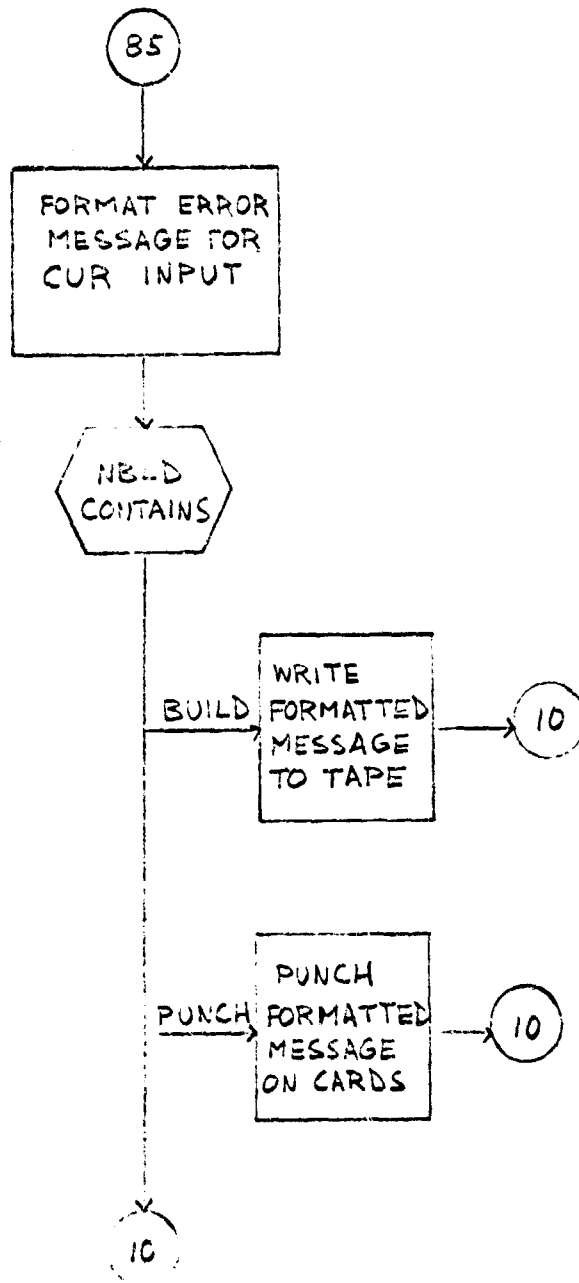 85
FORMAT ERROR
MESSAGE FOR
CUR INPUT
NBLD
CONTAINS
BUILD
WRITE
FORMATTED
MESSAGE
TO TAPE
10
PUNCH
PUNCH
FORMATTED
MESSAGE
ON CARDS
10
10